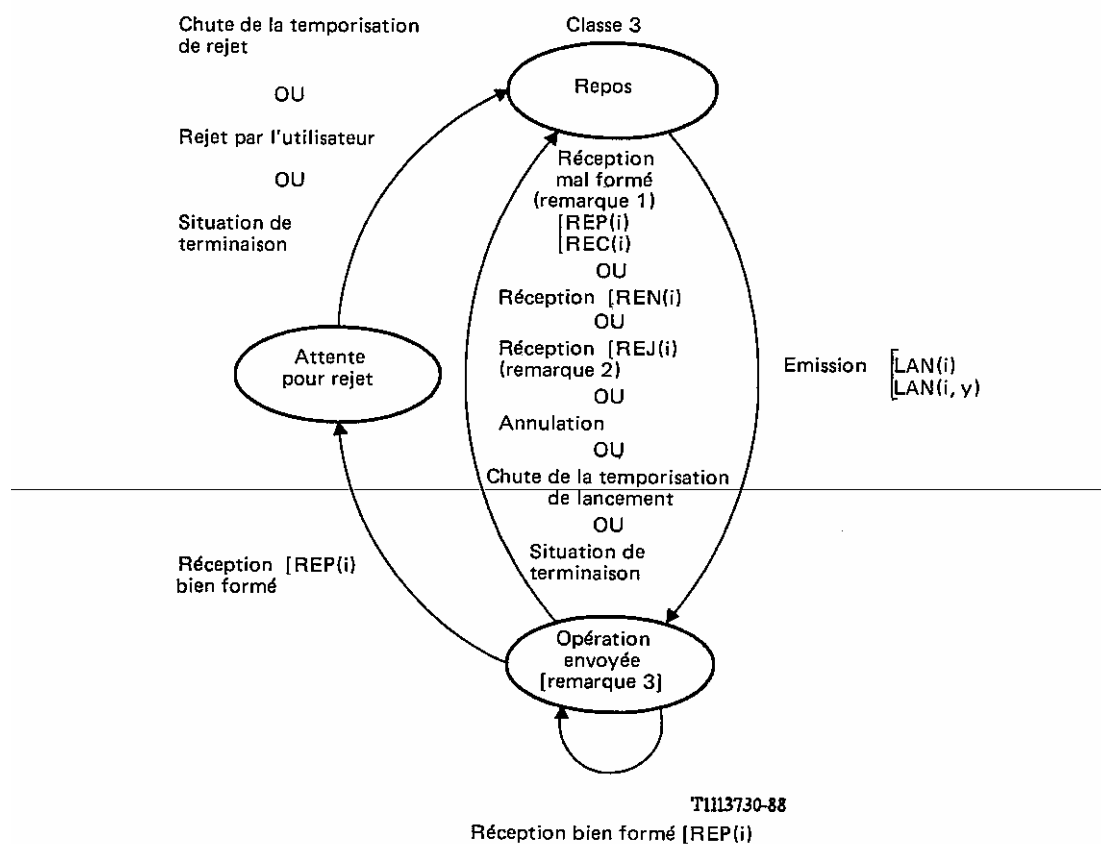 Chute de la temporisation
de rejet
OU
Rejet par l'utilisateur
OU
Situation de
terminaison
Classe 3
Repos
Réception
mal formé
(remarque 1)
[REP(i)
[REC(i)
OU
Réception [REN(i)
OU
Réception [REJ(i)
(remarque 2)
OU
Annulation
OU
Chute de la temporisation
de lancement
OU
Situation de
terminaison
Emission [LAN(i)
[LAN(i, y)
Attente
pour rejet
Réception [REP(i)
bien formé
Opération
envoyée
[remarque 3]
T1113730-88
Réception bien formé [REP(i)